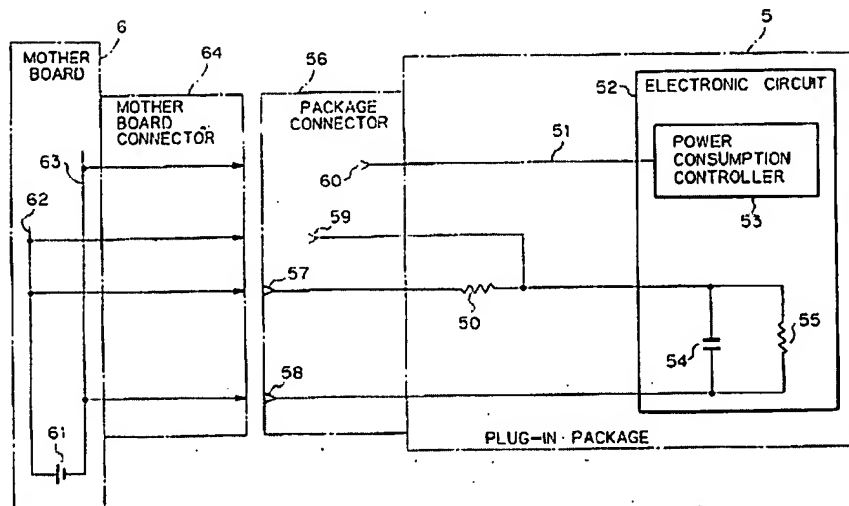 6
5
MOTHER
BOARD
64
56
MOTHER
BOARD
CONNECTOR
PACKAGE
CONNECTOR
52
ELECTRONIC CIRCUIT
63
51
POWER
CONSUMPTION
CONTROLLER
60
53
62
59
57
50
54
55
58
61
PLUG-IN PACKAGE